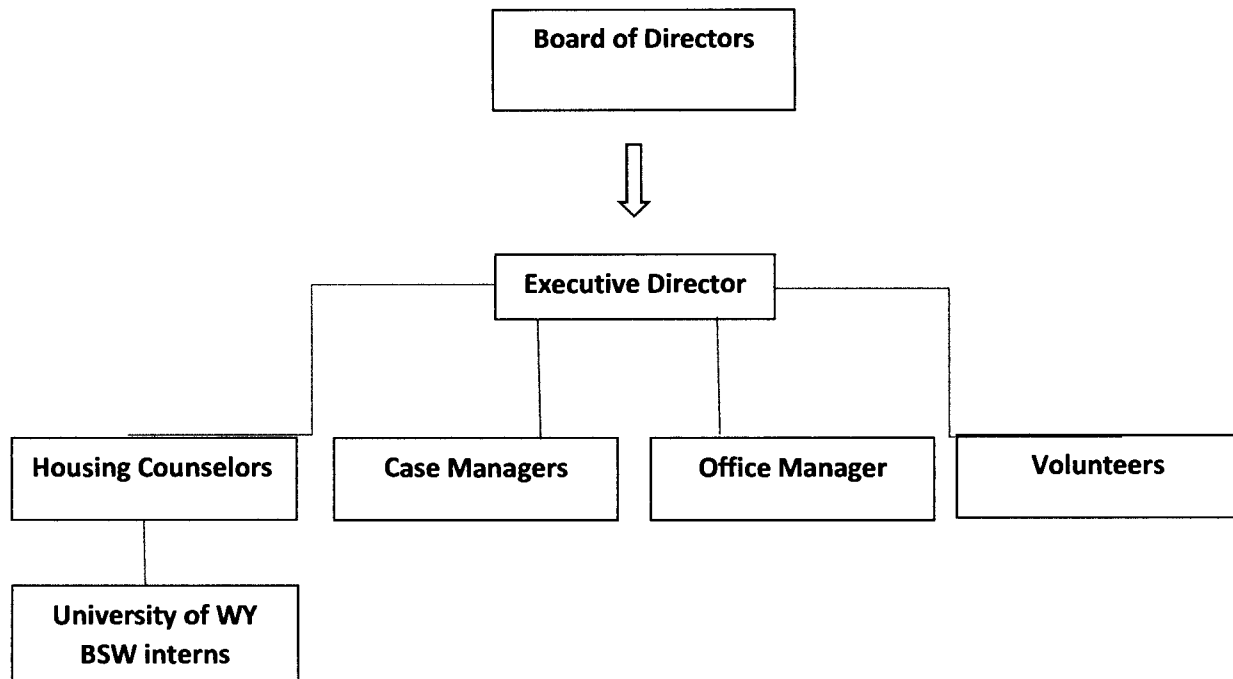 Board of Directors
Executive Director
Housing Counselors
Case Managers
Office Manager
Volunteers
University of WY
BSW interns